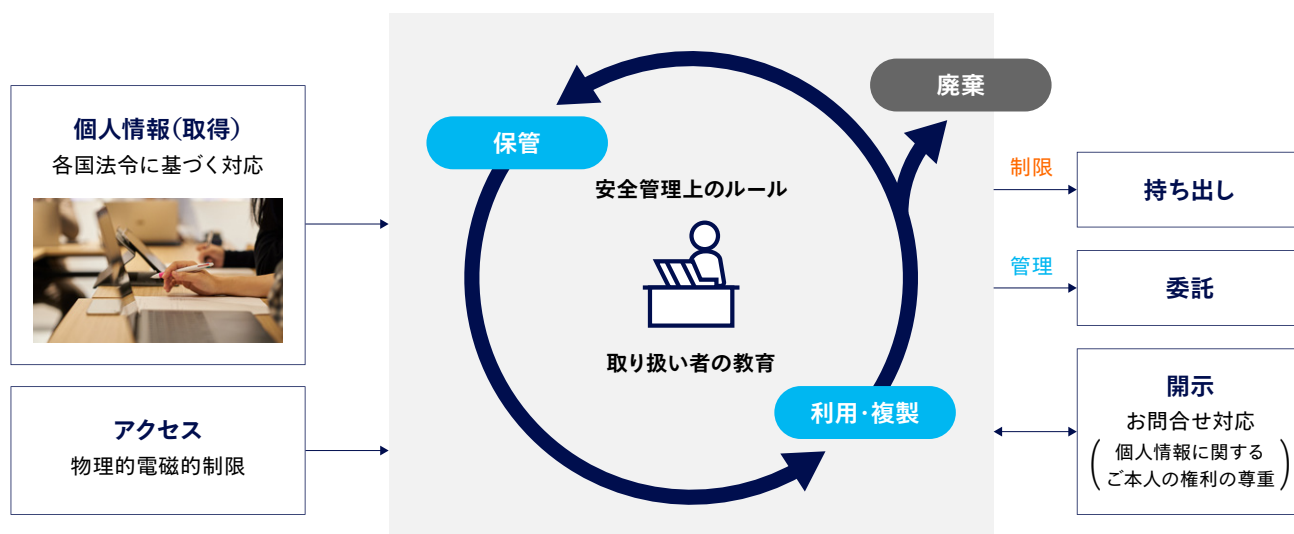 個人情報（取得）
各国法令に基づく対応
アクセス
物理的電磁的制限
保管
安全管理上のルール
取り扱い者の教育
利用・複製
廃棄
制限
持ち出し
管理
委託
開示
お問合せ対応
（個人情報に関する
ご本人の権利の尊重）